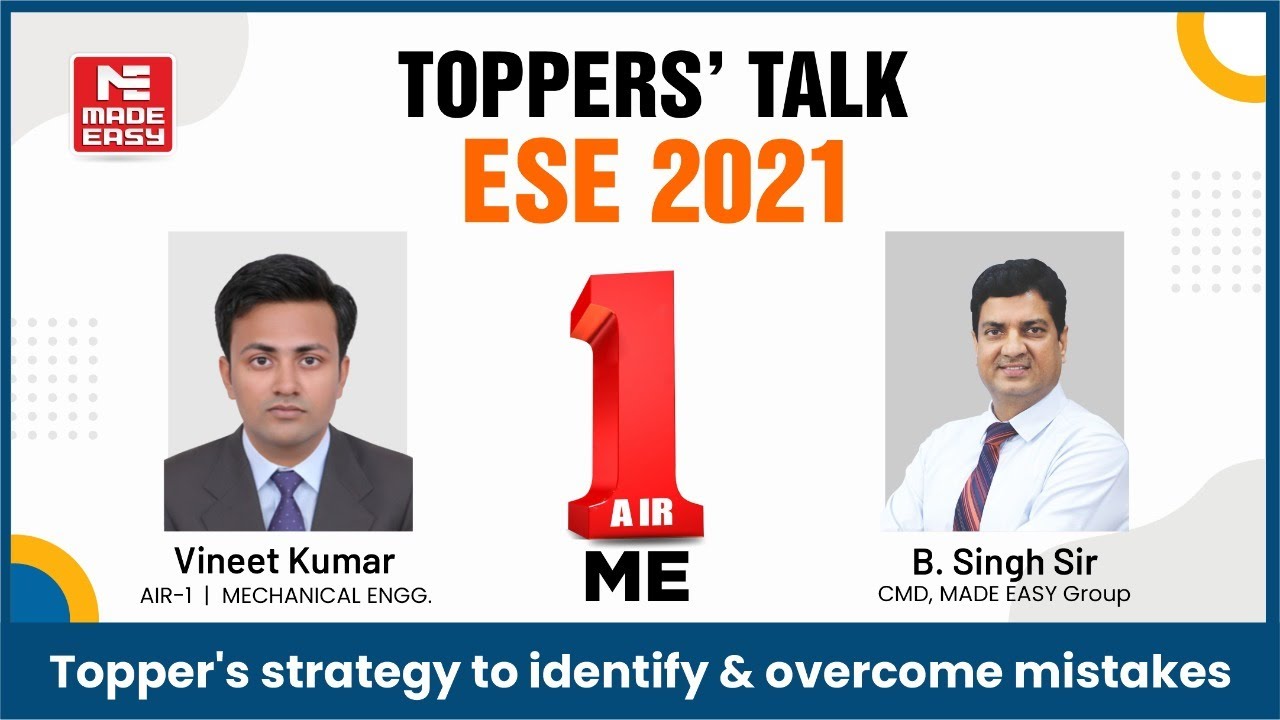 ME
MADE
EASY
TOPPERS’ TALK
ESE 2021
1
AIR
ME
Vineet Kumar
AIR-1 | MECHANICAL ENGG.
B. Singh Sir
CMD, MADE EASY Group
Topper's strategy to identify & overcome mistakes